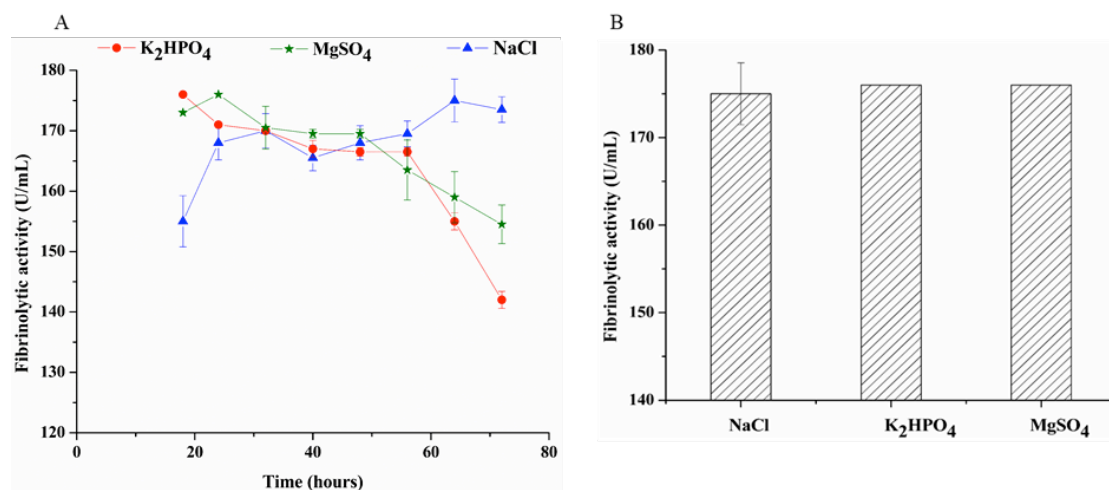 A
K₂HPO₄ MgSO₄ NaCl
Fibrinolytic activity (U/mL)
180
170
160
150
140
130
120
0 20 40 60 80
Time (hours)
B
Fibrinolytic activity (U/mL)
180
170
160
150
140
NaCl K₂HPO₄ MgSO₄